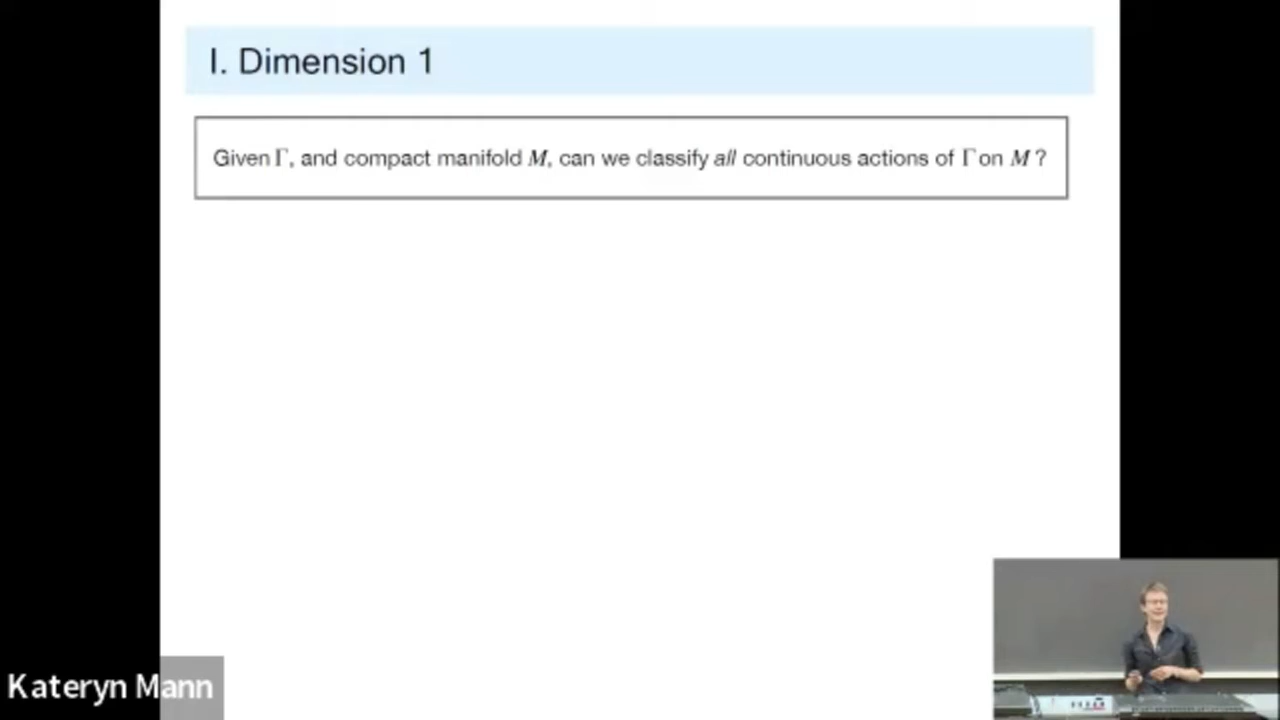 I. Dimension 1
Given Γ, and compact manifold M, can we classify all continuous actions of Γ on M ?
Kateryn Mann